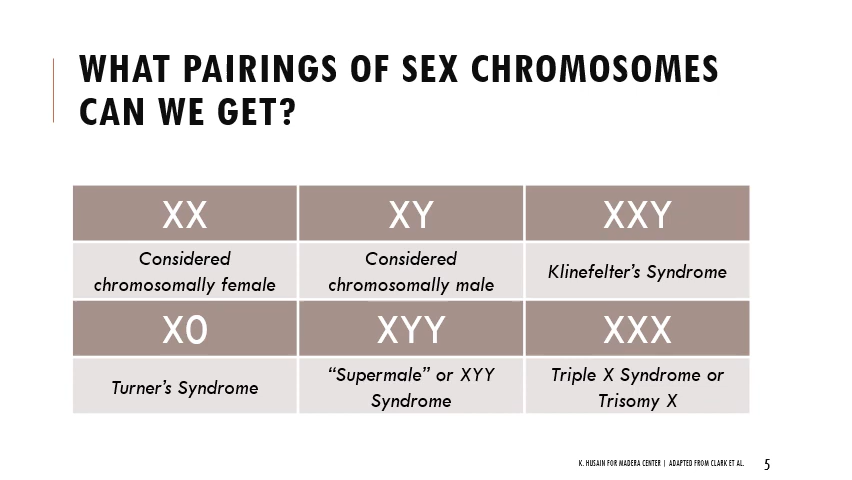 WHAT PAIRINGS OF SEX CHROMOSOMES
CAN WE GET?
XX
XY
XXY
Considered
chromosomally female
Considered
chromosomally male
Klinefelter's Syndrome
X0
XYY
XXX
Turner's Syndrome
"Supermale" or XYY
Syndrome
Triple X Syndrome or
Trisomy X
K. HUSAIN FOR MADERA CENTER | ADAPTED FROM CLARK ET AL.
5